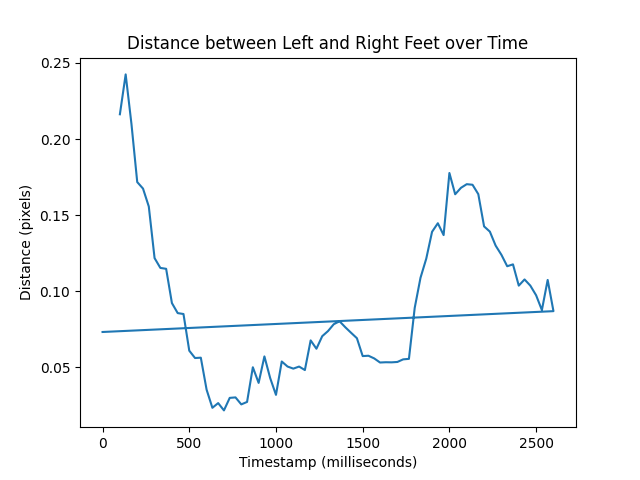 Distance between Left and Right Feet over Time
0.25
0.20
0.15
0.10
0.05
Distance (pixels)
0 500 1000 1500 2000 2500
Timestamp (milliseconds)